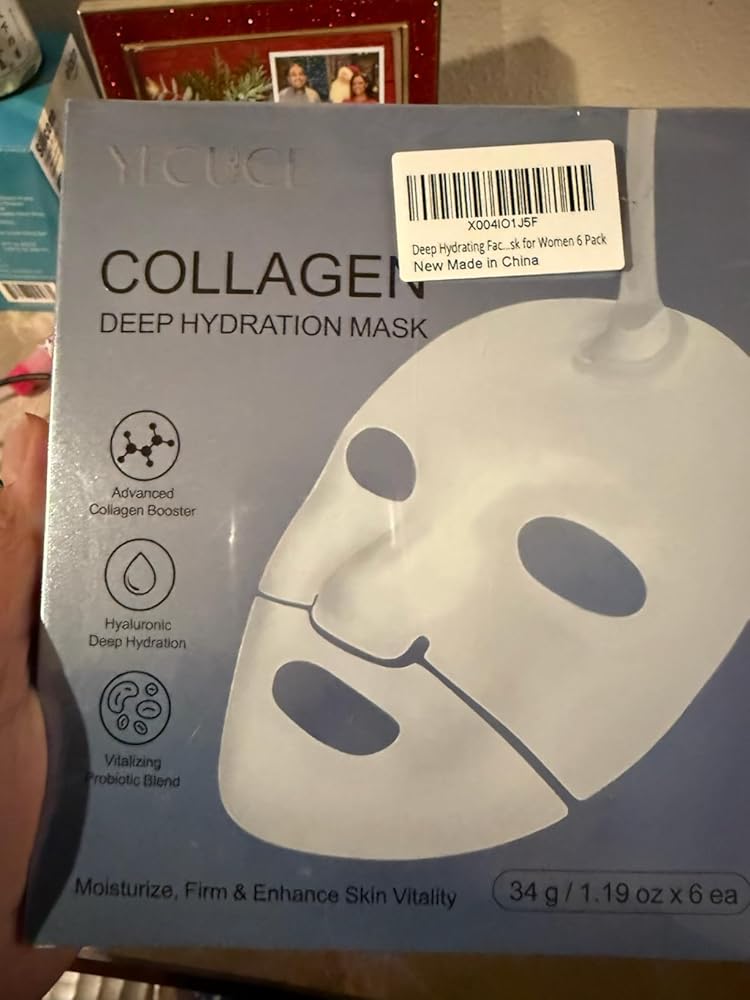 YECUCE
X004IO1J5F
Deep Hydrating Fac...sk for Women 6 Pack
New Made in China
COLLAGEN
DEEP HYDRATION MASK
Advanced
Collagen Booster
Hyaluronic
Deep Hydration
Vitalizing
Probiotic Blend
Moisturize, Firm & Enhance Skin Vitality
34 g / 1.19 oz x 6 ea